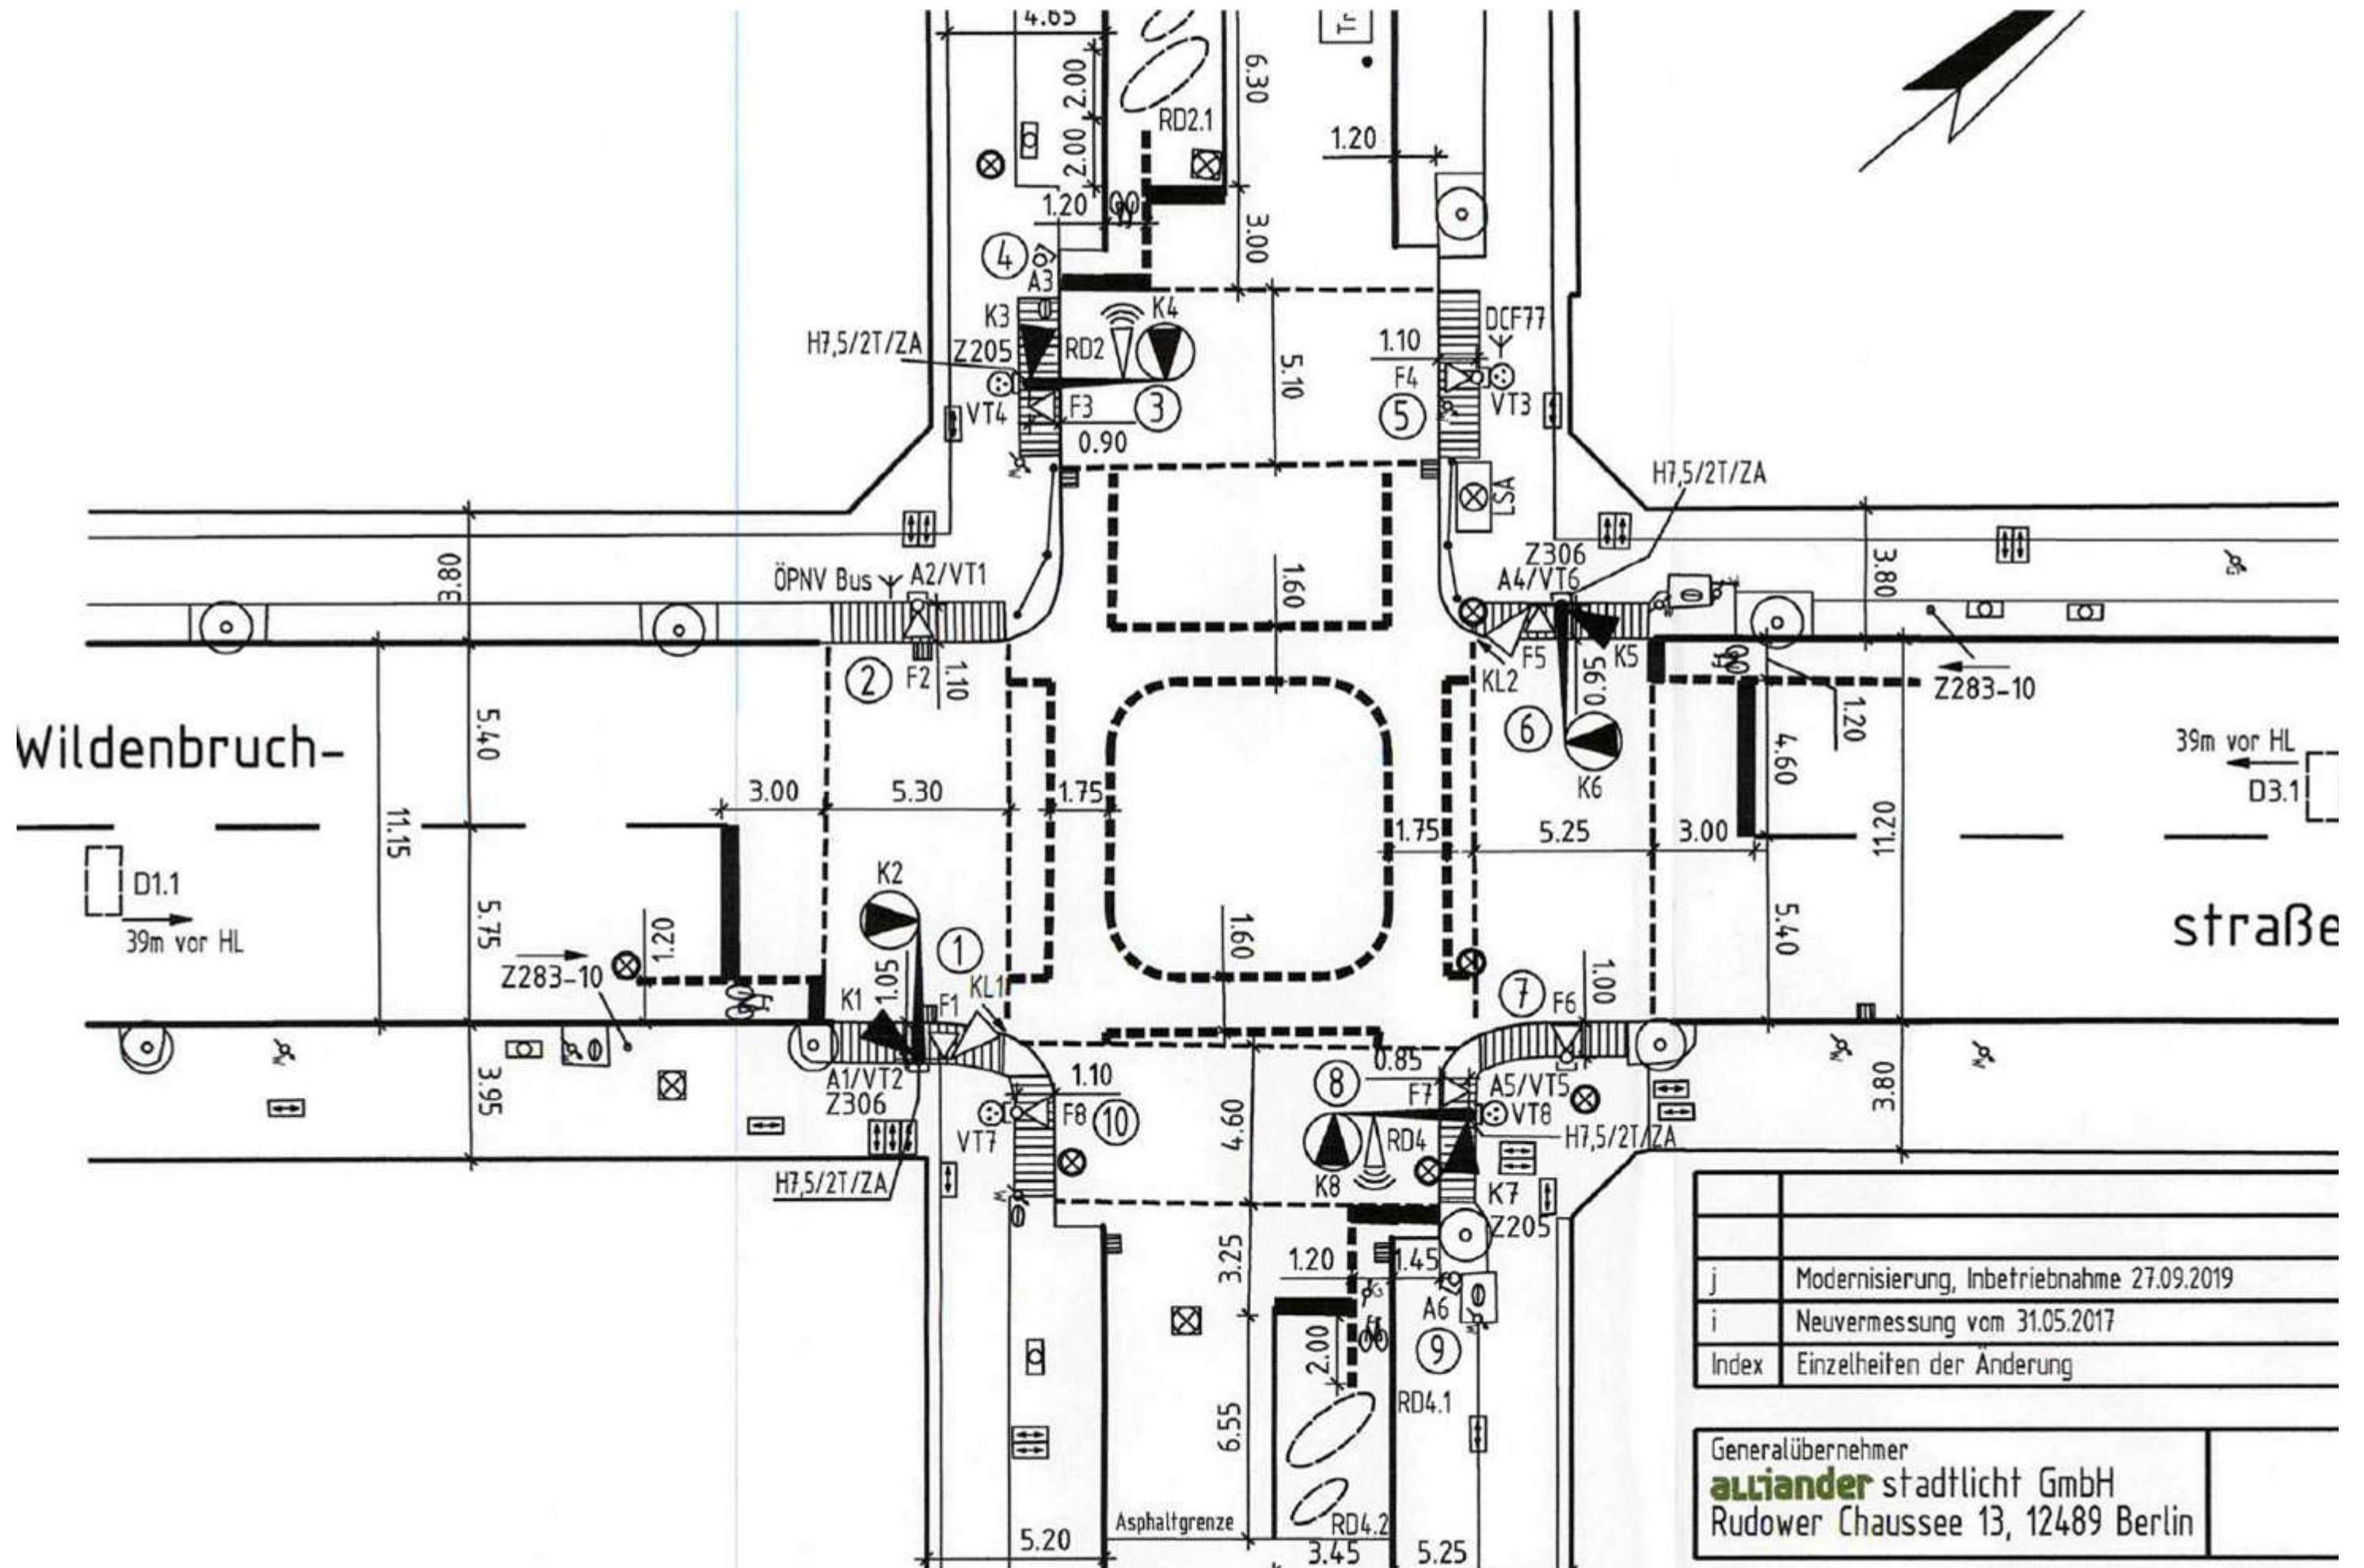 4.65
2.00
2.00
RD2.1
6.30
1.20
1.20
3.00
4
A3
K3
K4
H7,5/2T/ZA
Z205
RD2
VT4
F3
3
0.90
5.10
1.10
DCF77
F4
5
VT3
H7,5/2T/ZA
LSA
3.80
ÖPNV Bus
A2/VT1
1.60
Z306
A4/VT6
3.80
2
F2
1.10
KL2
F5
0.95
K5
6
K6
Z283-10
1.20
4.60
Wildenbruch-
5.40
3.00
5.30
1.75
1.75
5.25
3.00
11.15
11.20
39m vor HL
D3.1
D1.1
39m vor HL
5.75
K2
1
1.20
Z283-10
1.60
5.40
straße
K1
1.05
F1
KL1
7
F6
1.00
3.95
A1/VT2
Z306
1.10
F8
10
VT7
H7,5/2T/ZA
4.60
8
0.85
F7
A5/VT5
VT8
RD4
H7,5/2T/ZA
K8
K7
Z205
3.80
3.25
1.20
1.45
A6
9
2.00
RD4.1
6.55
Asphaltgrenze
RD4.2
5.20
3.45
5.25
j Modernisierung, Inbetriebnahme 27.09.2019
i Neuvermessung vom 31.05.2017
Index Einzelheiten der Änderung
Generalübernehmer
alliander stadtlicht GmbH
Rudower Chaussee 13, 12489 Berlin